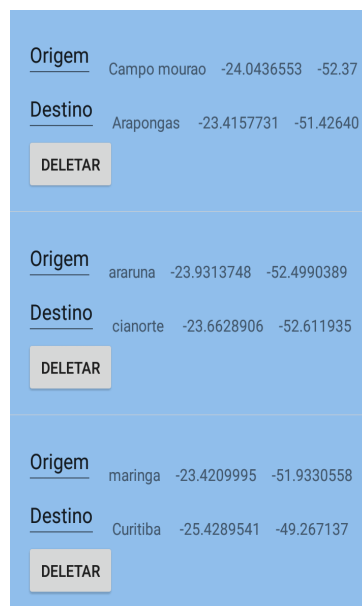 Origem
Campo mourao -24.0436553 -52.37
Destino
Arapongas -23.4157731 -51.42640
DELETAR
Origem
araruna -23.9313748 -52.4990389
Destino
cianorte -23.6628906 -52.611935
DELETAR
Origem
maringa -23.4209995 -51.9330558
Destino
Curitiba -25.4289541 -49.267137
DELETAR